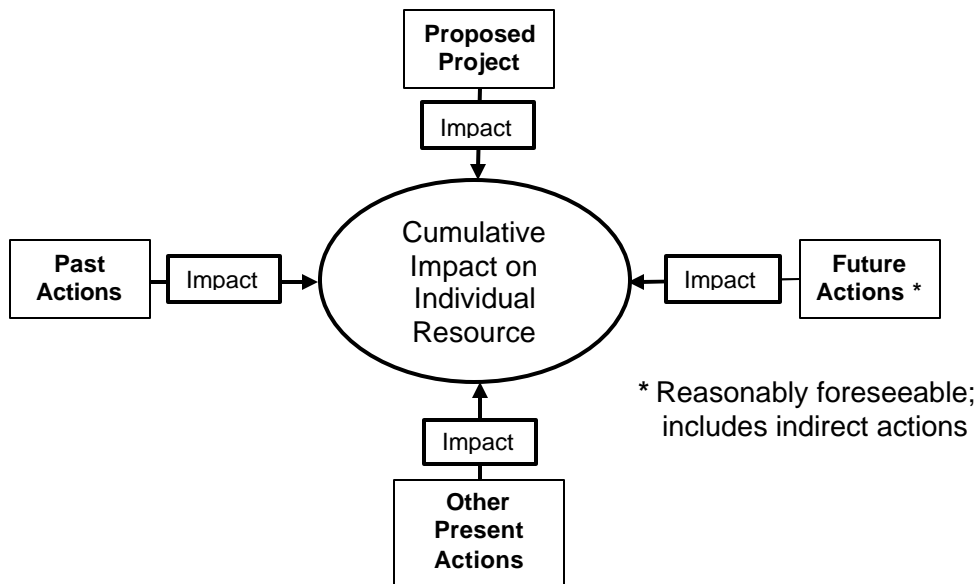 Proposed
Project
Impact
Cumulative
Impact on
Individual
Resource
Past
Actions
Impact
Impact
Future
Actions *
* Reasonably foreseeable;
includes indirect actions
Impact
Other
Present
Actions